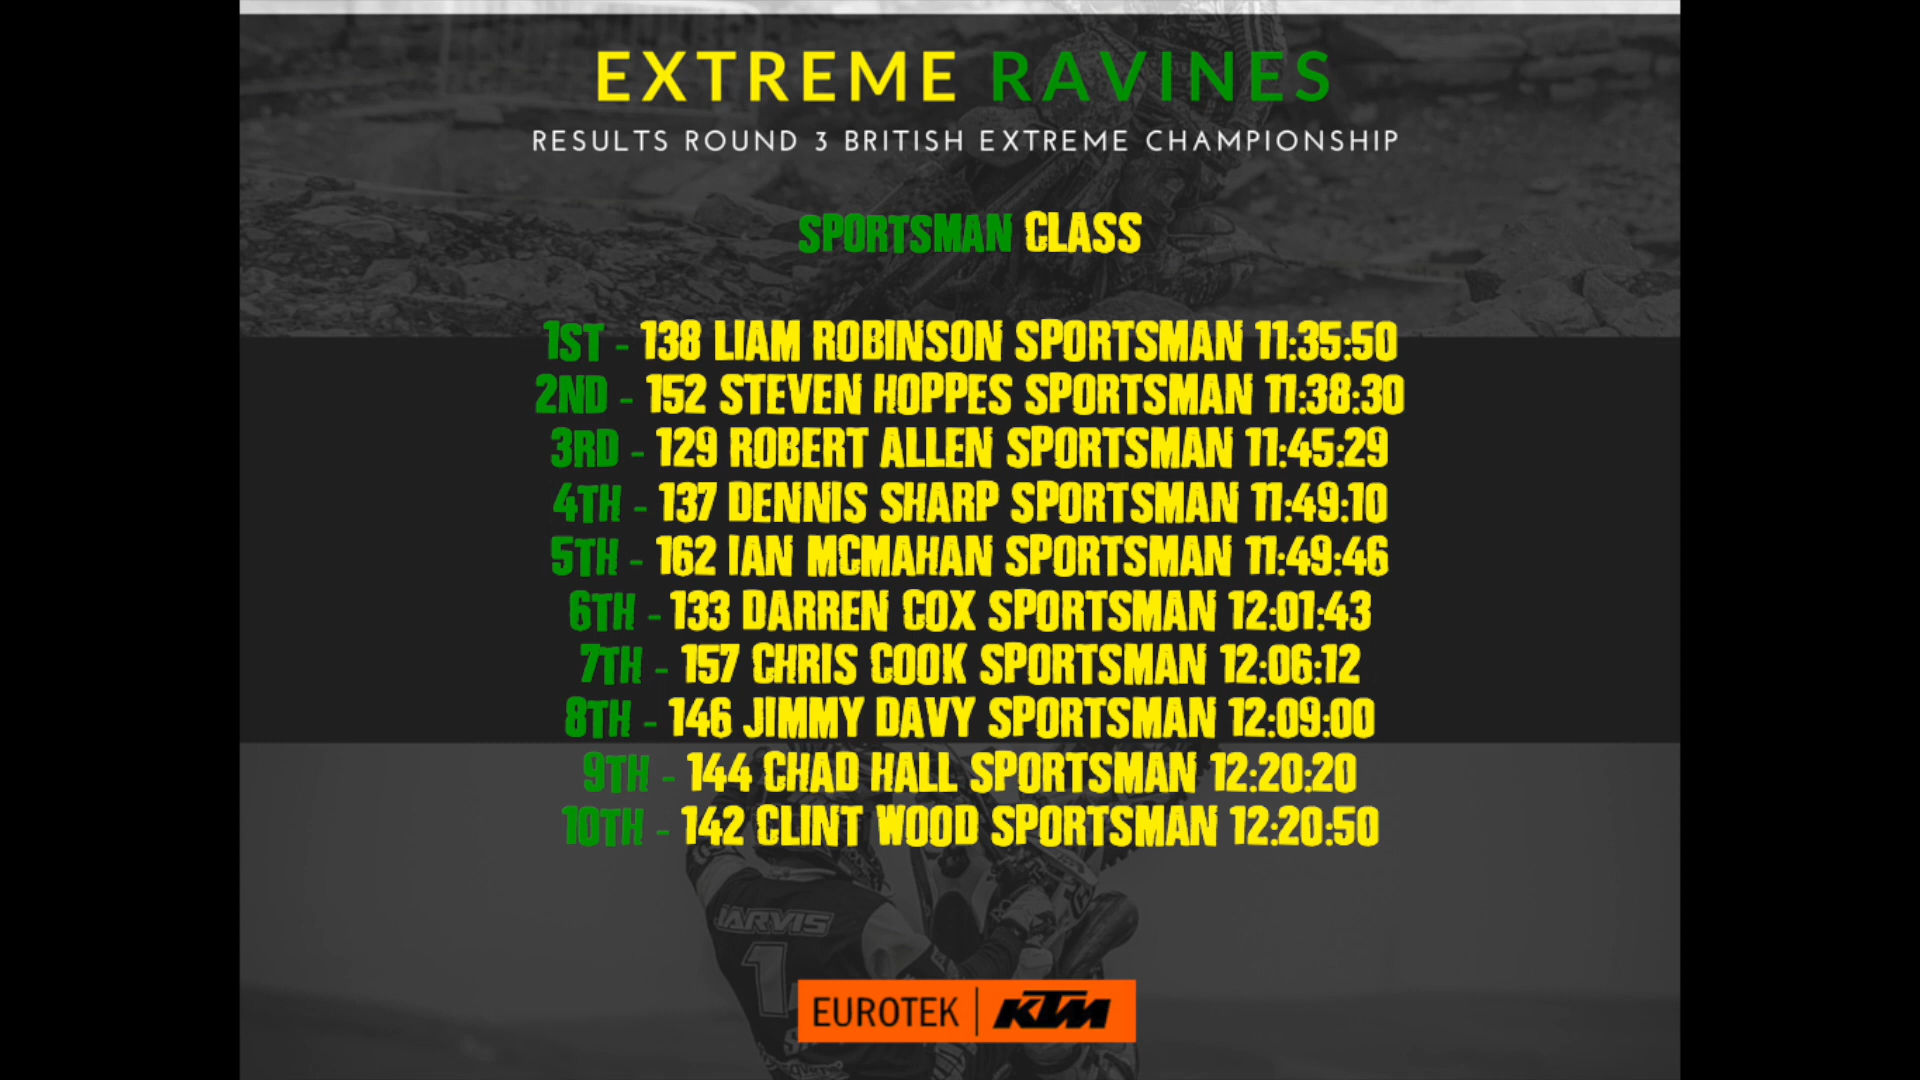 EXTREME RAVINES
RESULTS ROUND 3 BRITISH EXTREME CHAMPIONSHIP
SPORTSMAN CLASS
1ST - 138 LIAM ROBINSON SPORTSMAN 11:35:50
2ND - 152 STEVEN HOPPES SPORTSMAN 11:38:30
3RD - 129 ROBERT ALLEN SPORTSMAN 11:45:29
4TH - 137 DENNIS SHARP SPORTSMAN 11:49:10
5TH - 162 IAN MCMAHAN SPORTSMAN 11:49:46
6TH - 133 DARREN COX SPORTSMAN 12:01:43
7TH - 157 CHRIS COOK SPORTSMAN 12:06:12
8TH - 146 JIMMY DAVY SPORTSMAN 12:09:00
9TH - 144 CHAD HALL SPORTSMAN 12:20:20
10TH - 142 CLINT WOOD SPORTSMAN 12:20:50
JARVIS
1
EUROTEK KTM